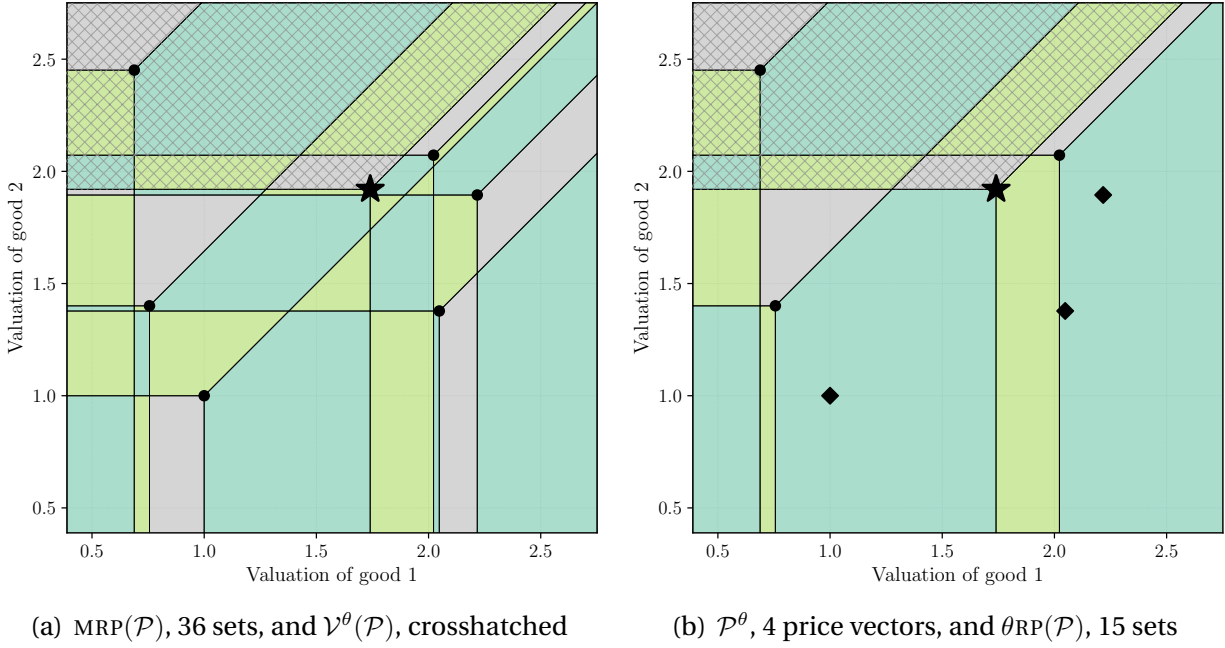 2.5
2.0
1.5
1.0
0.5
Valuation of good 2
0.5 1.0 1.5 2.0 2.5
Valuation of good 1
(a) MRP(𝒫), 36 sets, and 𝒱^θ(𝒫), crosshatched
2.5
2.0
1.5
1.0
0.5
Valuation of good 2
0.5 1.0 1.5 2.0 2.5
Valuation of good 1
(b) 𝒫^θ, 4 price vectors, and θRP(𝒫), 15 sets